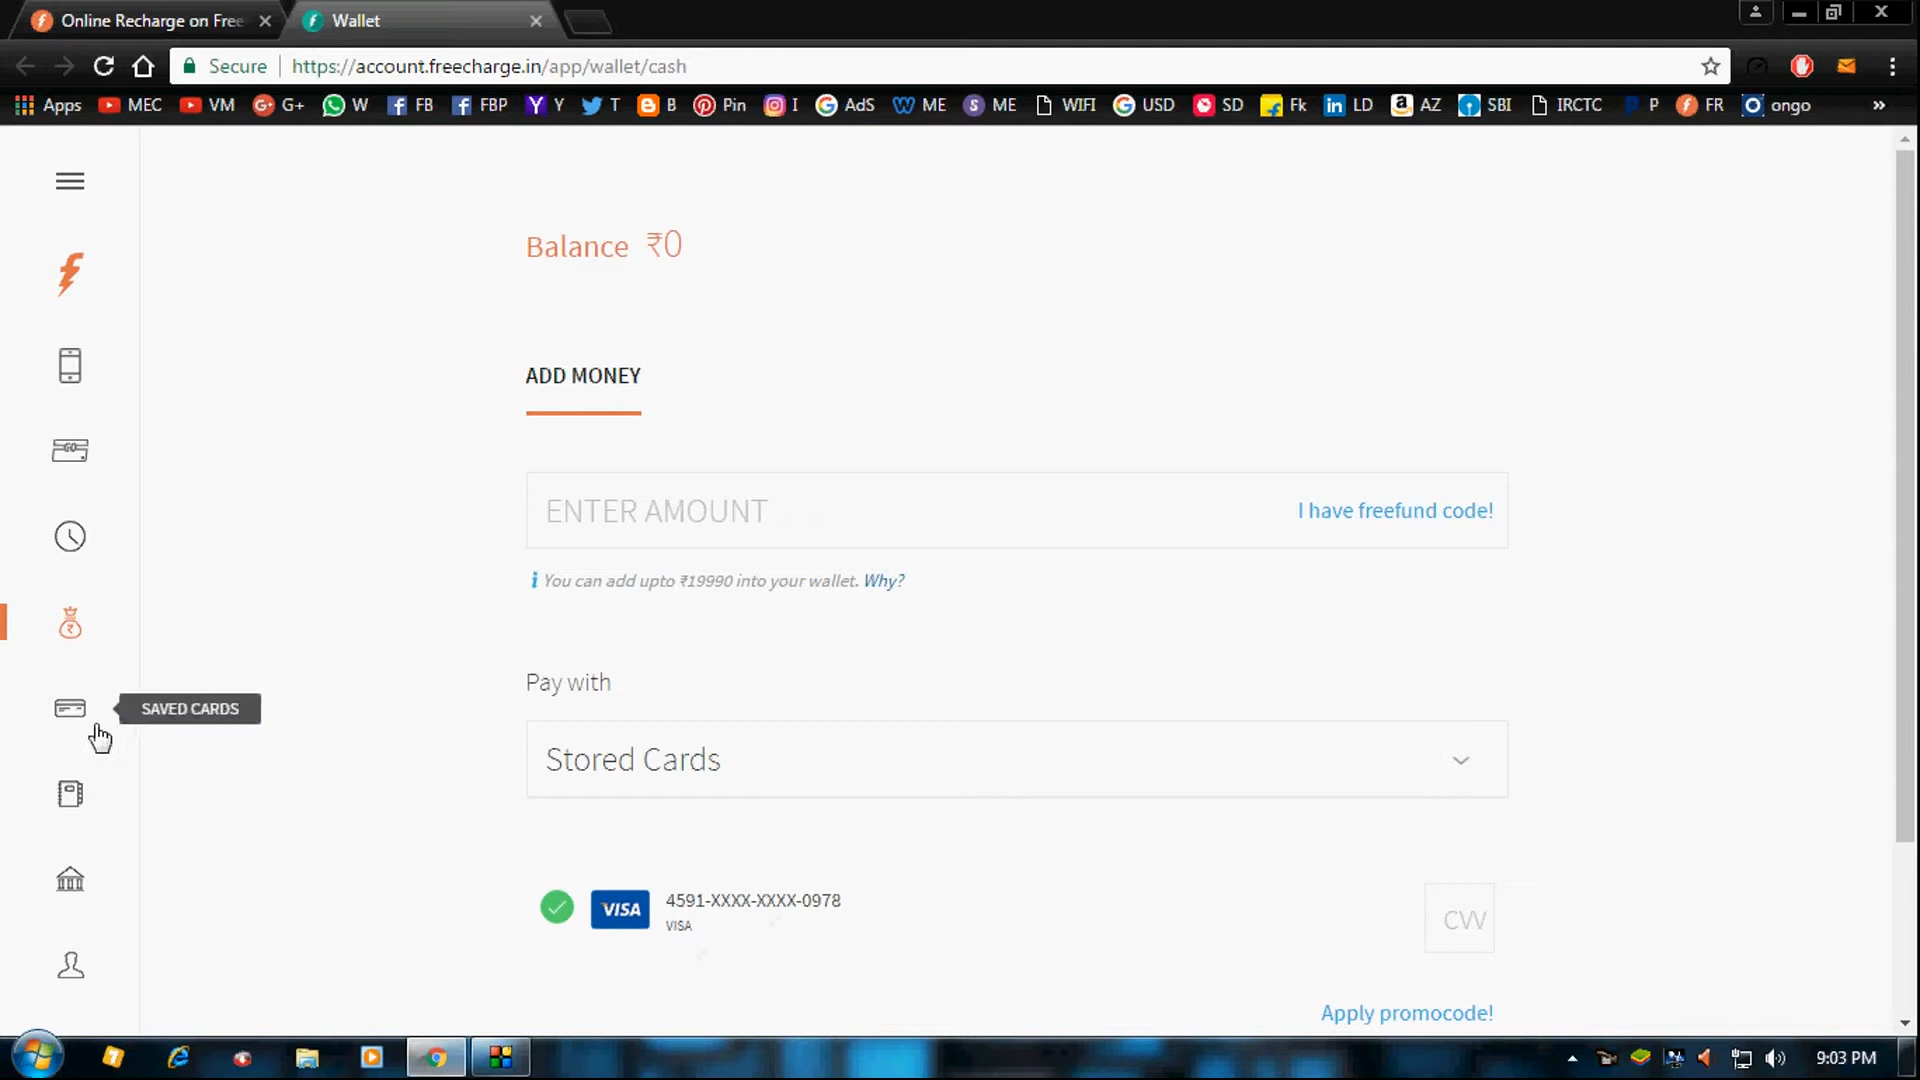 Online Recharge on Free
Wallet
Secure
https://account.freecharge.in/app/wallet/cash
Apps MEC VM G+ W FB FBP Y T B Pin I AdS ME ME WIFI USD SD Fk LD AZ SBI IRCTC P FR ongo »
Balance ₹0
ADD MONEY
ENTER AMOUNT
I have freefund code!
You can add upto ₹19990 into your wallet. Why?
Pay with
SAVED CARDS
Stored Cards
VISA
4591-XXXX-XXXX-0978
VISA
CVV
Apply promocode!
9:03 PM